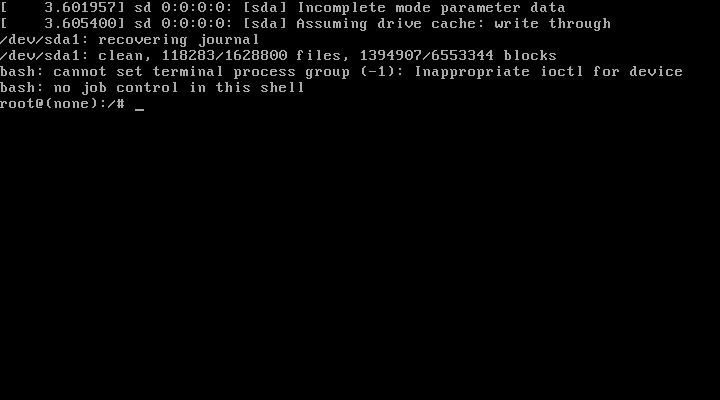 [    3.601957] sd 0:0:0:0: [sda] Incomplete mode parameter data
[    3.605400] sd 0:0:0:0: [sda] Assuming drive cache: write through
/dev/sda1: recovering journal
/dev/sda1: clean, 118283/1628800 files, 1394907/6553344 blocks
bash: cannot set terminal process group (-1): Inappropriate ioctl for device
bash: no job control in this shell
root@(none):/# _